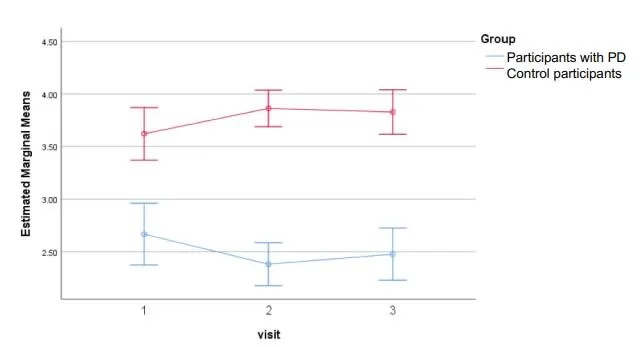 Group
Participants with PD
Control participants
4.50
4.00
3.50
3.00
2.50
Estimated Marginal Means
1 2 3
visit